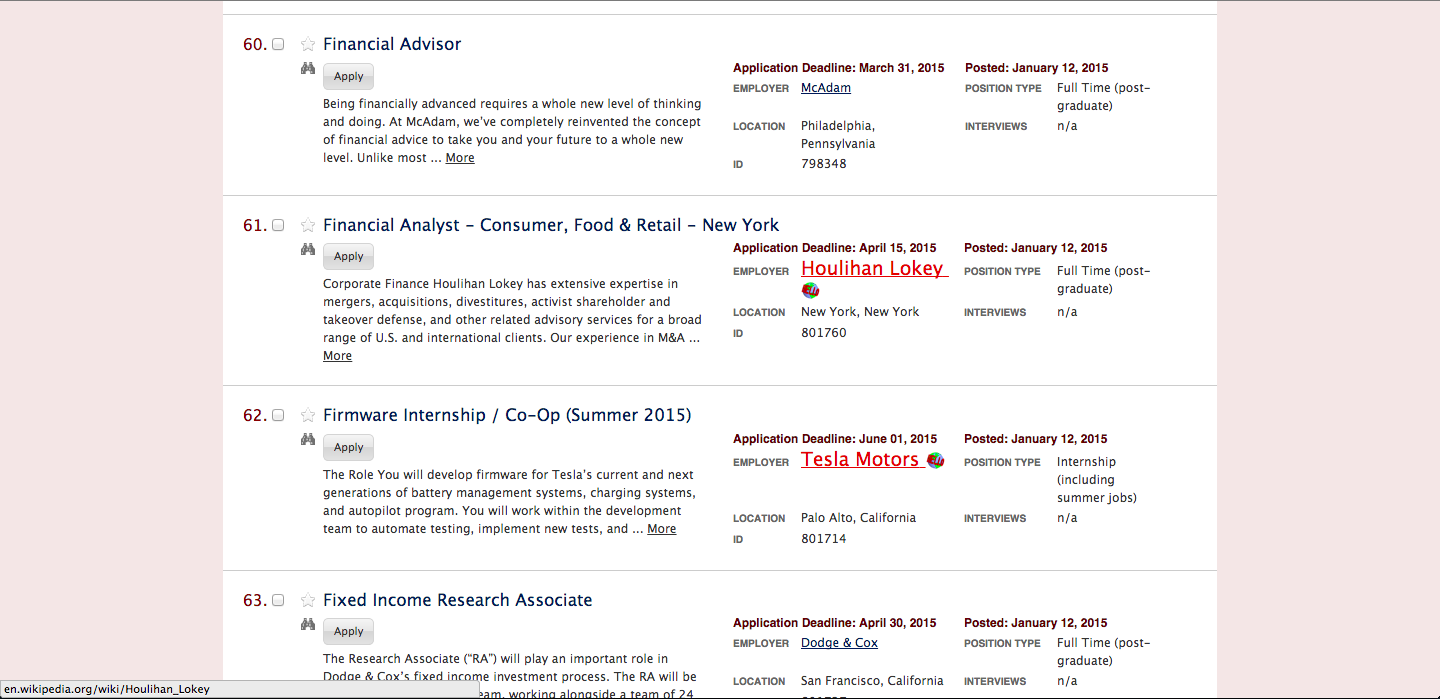 60. Financial Advisor
Apply
Being financially advanced requires a whole new level of thinking
and doing. At McAdam, we've completely reinvented the concept
of financial advice to take you and your future to a whole new
level. Unlike most ... More
Application Deadline: March 31, 2015
EMPLOYER McAdam
LOCATION Philadelphia,
Pennsylvania
ID 798348
Posted: January 12, 2015
POSITION TYPE Full Time (post-
graduate)
INTERVIEWS n/a
61. Financial Analyst - Consumer, Food & Retail - New York
Apply
Corporate Finance Houlihan Lokey has extensive expertise in
mergers, acquisitions, divestitures, activist shareholder and
takeover defense, and other related advisory services for a broad
range of U.S. and international clients. Our experience in M&A ...
More
Application Deadline: April 15, 2015
EMPLOYER Houlihan Lokey
EW
LOCATION New York, New York
ID 801760
Posted: January 12, 2015
POSITION TYPE Full Time (post-
graduate)
INTERVIEWS n/a
62. Firmware Internship / Co-Op (Summer 2015)
Apply
The Role You will develop firmware for Tesla's current and next
generations of battery management systems, charging systems,
and autopilot program. You will work within the development
team to automate testing, implement new tests, and ... More
Application Deadline: June 01, 2015
EMPLOYER Tesla Motors EW
LOCATION Palo Alto, California
ID 801714
Posted: January 12, 2015
POSITION TYPE Internship
(including
summer jobs)
INTERVIEWS n/a
63. Fixed Income Research Associate
Apply
The Research Associate ("RA") will play an important role in
Dodge & Cox's fixed income investment process. The RA will be
working alongside a team of 24
Application Deadline: April 30, 2015
EMPLOYER Dodge & Cox
LOCATION San Francisco, California
Posted: January 12, 2015
POSITION TYPE Full Time (post-
graduate)
INTERVIEWS n/a
en.wikipedia.org/wiki/Houlihan_Lokey